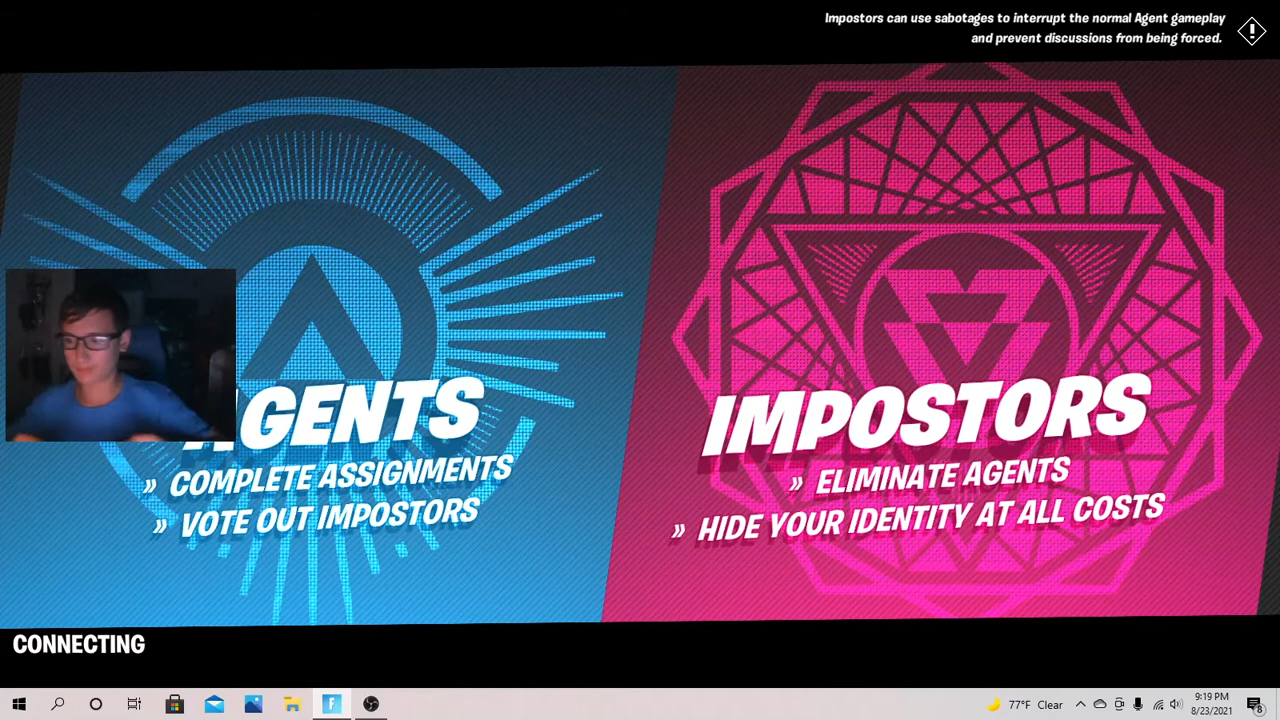 Impostors can use sabotages to interrupt the normal Agent gameplay
and prevent discussions from being forced.
AGENTS
» COMPLETE ASSIGNMENTS
» VOTE OUT IMPOSTORS
IMPOSTORS
» ELIMINATE AGENTS
» HIDE YOUR IDENTITY AT ALL COSTS
CONNECTING
77°F Clear
9:19 PM
8/23/2021
8